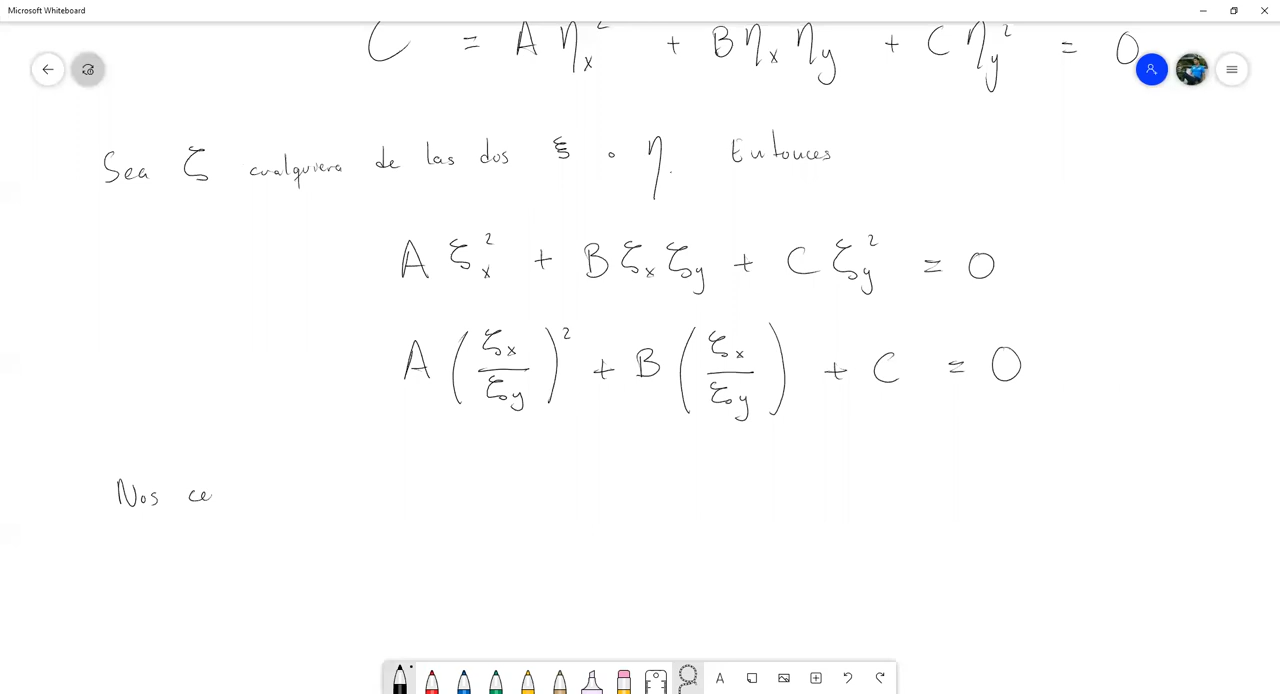 Microsoft Whiteboard
C = A η_x^2 + B η_x η_y + C η_y^2 = 0
Sea ζ cualquiera de las dos ξ o η. Entonces
A ζ_x^2 + B ζ_x ζ_y + C ζ_y^2 = 0
A (ζ_x / ζ_y)^2 + B (ζ_x / ζ_y) + C = 0
Nos ce
A